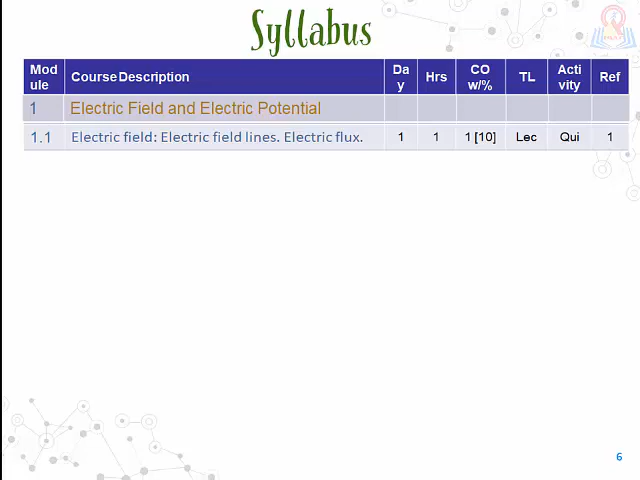 Syllabus
Mod ule Course Description Da y Hrs CO w/% TL Acti vity Ref
1 Electric Field and Electric Potential
1.1 Electric field: Electric field lines. Electric flux. 1 1 1 [10] Lec Qui 1
6